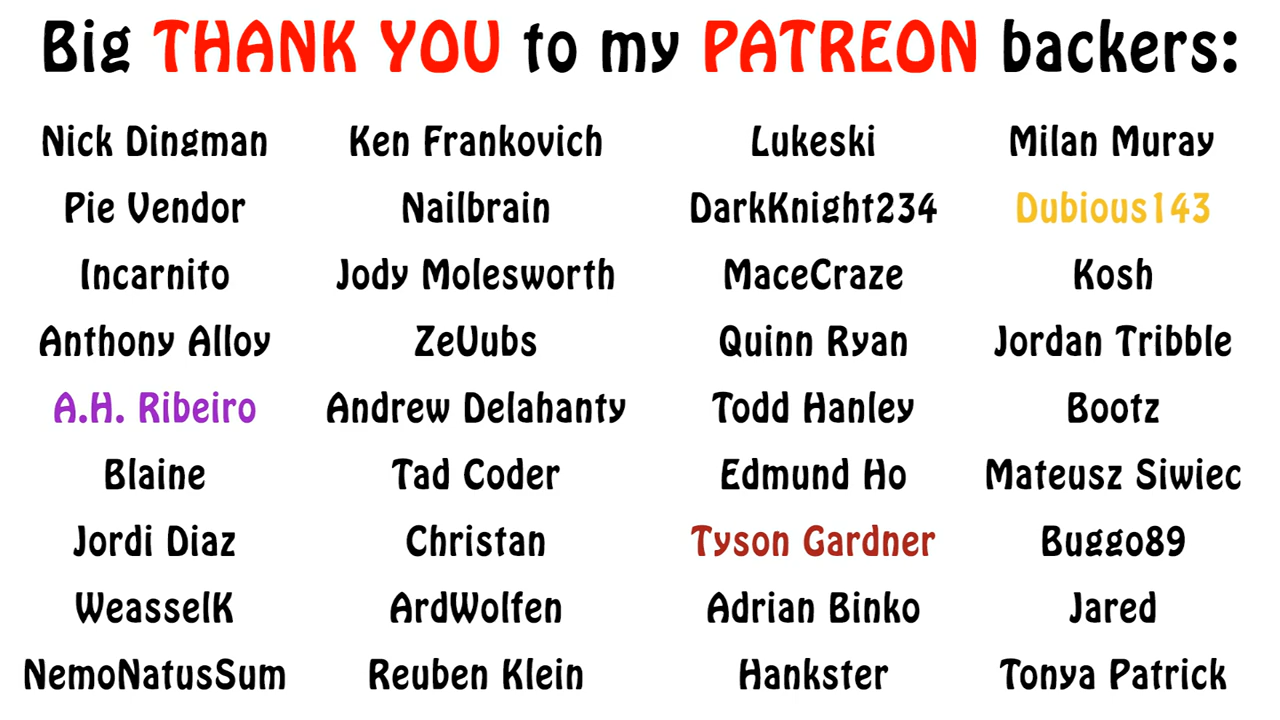 Big THANK YOU to my PATREON backers:
Nick Dingman Ken Frankovich Lukeski Milan Muray
Pie Vendor Nailbrain DarkKnight234 Dubious143
Incarnito Jody Molesworth MaceCraze Kosh
Anthony Alloy ZeVubs Quinn Ryan Jordan Tribble
A.H. Ribeiro Andrew Delahanty Todd Hanley Bootz
Blaine Tad Coder Edmund Ho Mateusz Siwiec
Jordi Diaz Christan Tyson Gardner Buggo89
WeasselK ArdWolfen Adrian Binko Jared
NemoNatusSum Reuben Klein Hankster Tonya Patrick